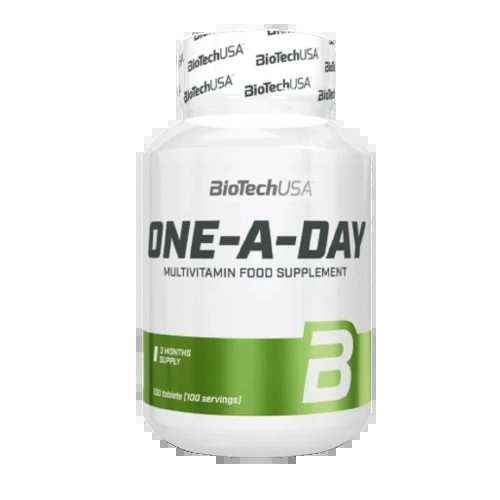 BioTechUSA
BioTechUSA
BioTechUSA
BioTechUSA
BioTechUSA
ONE-A-DAY
MULTIVITAMIN FOOD SUPPLEMENT
3 MONTHS
SUPPLY
B
100 tablets (100 servings)